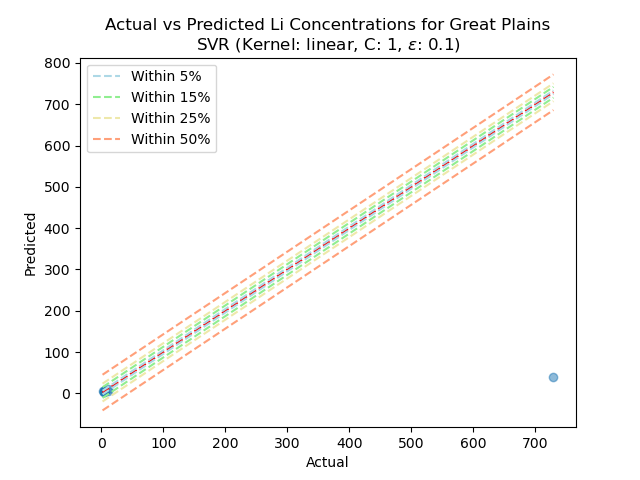 Actual vs Predicted Li Concentrations for Great Plains
SVR (Kernel: linear, C: 1, ε: 0.1)
Within 5%
Within 15%
Within 25%
Within 50%
800
700
600
500
400
300
200
100
0
Predicted
0 100 200 300 400 500 600 700
Actual